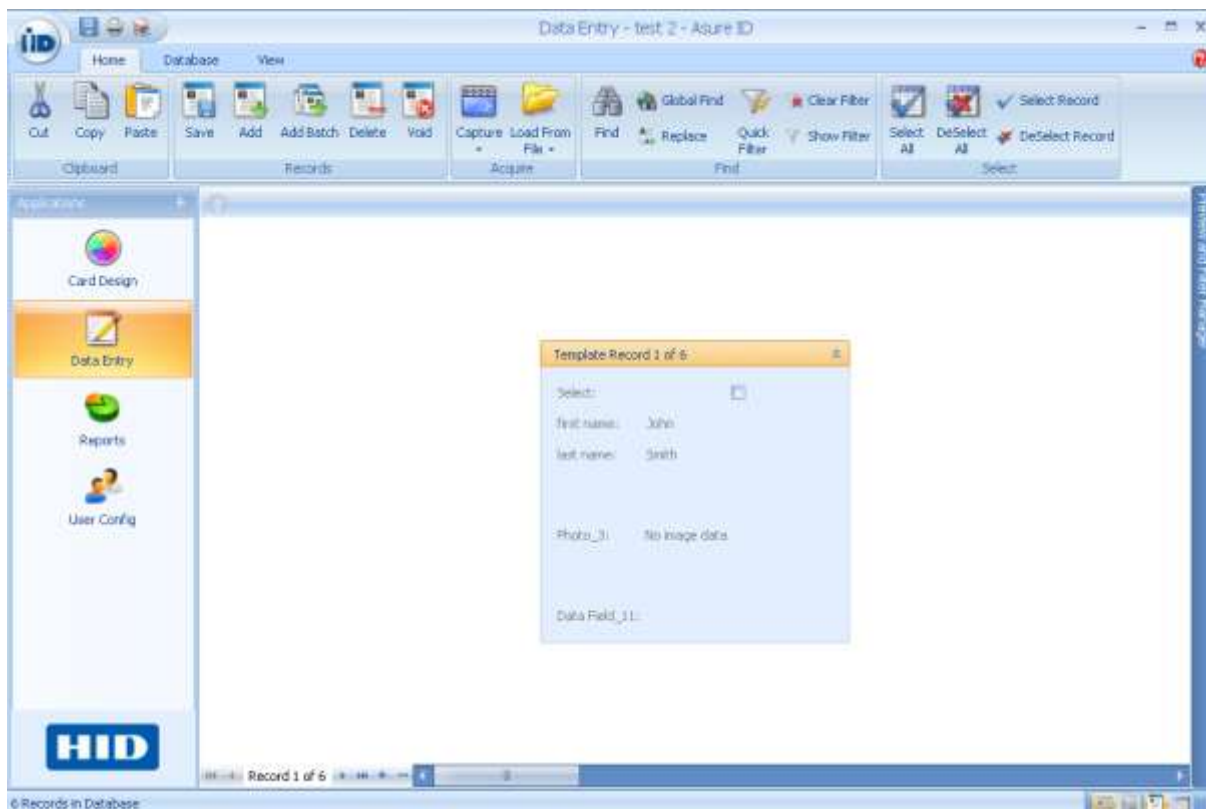 iID
Data Entry - test 2 - Asure ID
Home Database View
Cut Copy Paste
Clipboard
Save Add Add Batch Delete Void
Records
Capture Load From File
Acquire
Find Global Find Replace Quick Filter Clear Filter Show Filter
Find
Select All DeSelect All Select Record DeSelect Record
Select
Applications
Card Design
Data Entry
Reports
User Config
HID
Template Record 1 of 6
Select:
first name: John
last name: Smith
Photo_3: No image data
Data Field_11:
Record 1 of 6
6 Records in Database